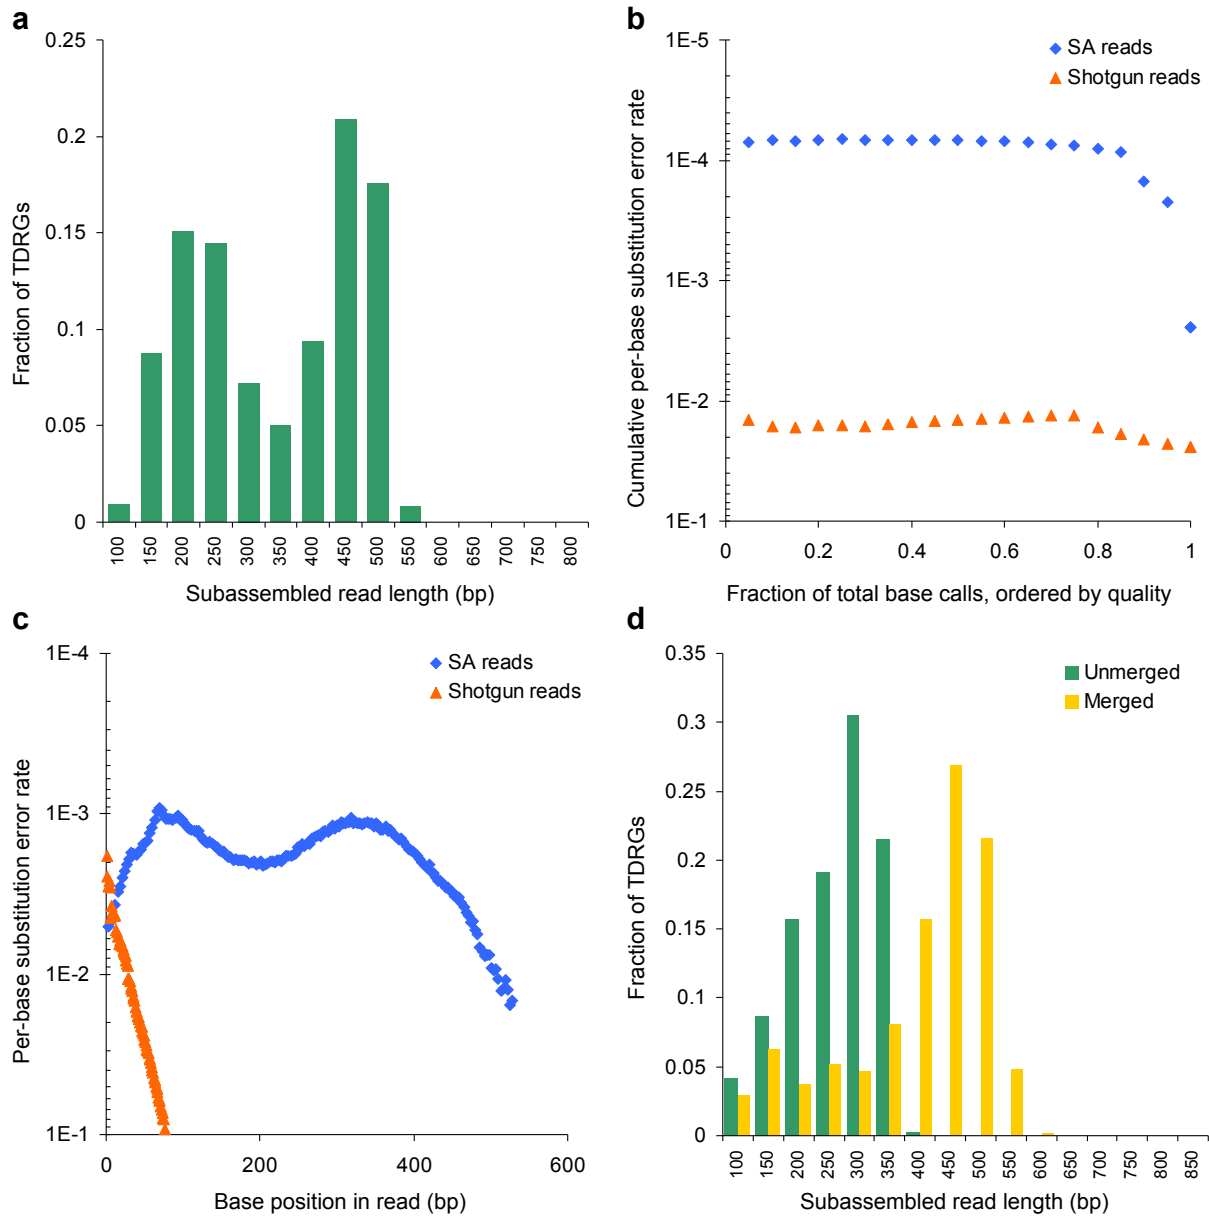 a
0.25
0.2
0.15
0.1
0.05
0
Fraction of TDRGs
100 150 200 250 300 350 400 450 500 550 600 650 700 750 800
Subassembled read length (bp)
b
SA reads
Shotgun reads
1E-5
1E-4
1E-3
1E-2
1E-1
Cumulative per-base substitution error rate
0 0.2 0.4 0.6 0.8 1
Fraction of total base calls, ordered by quality
c
SA reads
Shotgun reads
1E-4
1E-3
1E-2
1E-1
Per-base substitution error rate
0 200 400 600
Base position in read (bp)
d
Unmerged
Merged
0.35
0.3
0.25
0.2
0.15
0.1
0.05
0
Fraction of TDRGs
100 150 200 250 300 350 400 450 500 550 600 650 700 750 800 850
Subassembled read length (bp)